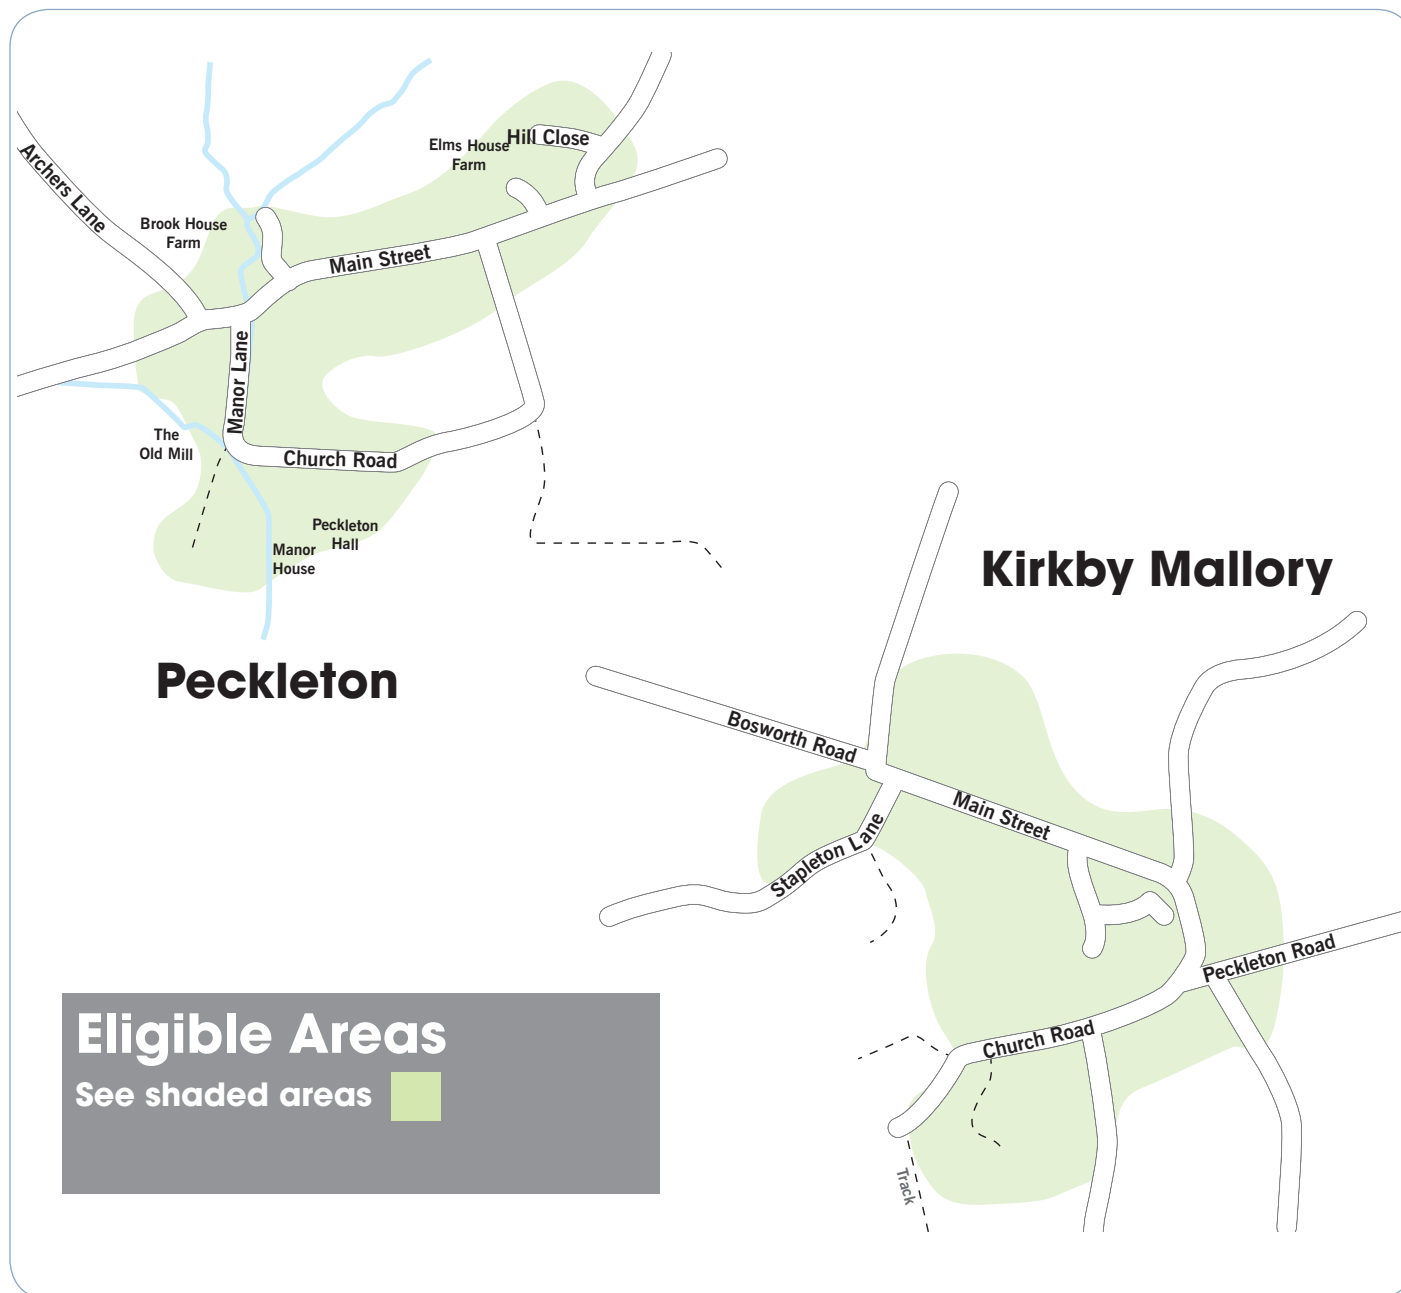 Hill Close
Elms House
Farm
Archers Lane
Brook House
Farm
Main Street
Manor Lane
The
Old Mill
Church Road
Peckleton
Hall
Manor
House
Peckleton
Kirkby Mallory
Bosworth Road
Main Street
Stapleton Lane
Peckleton Road
Church Road
Track
Eligible Areas
See shaded areas